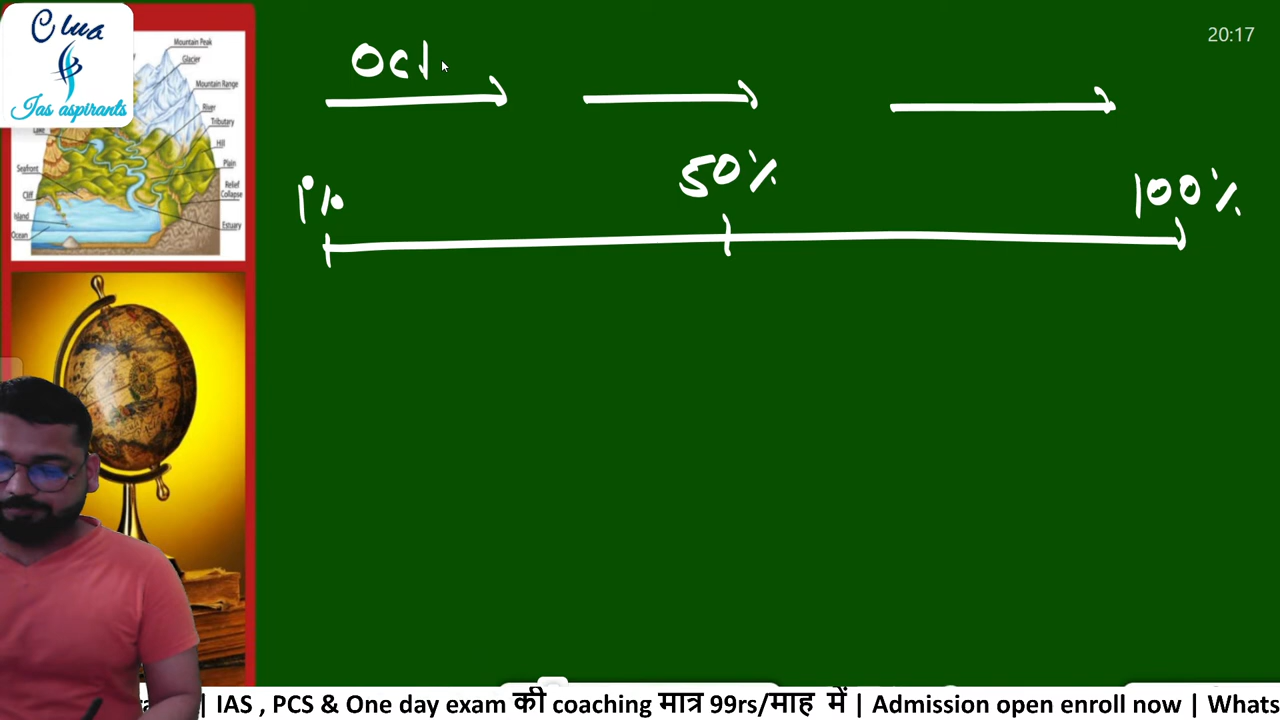 Clua
Ias aspirants
20:17
Mountain Peak
Glacier
Mountain Range
River
Tributary
Lake
Hill
Plain
Seafront
Relief
Collapse
Cliff
Island
Estuary
Ocean
Oct
1%
50%
100%
| IAS , PCS & One day exam की coaching मात्र 99rs/माह में | Admission open enroll now | Whats